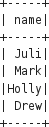 +-----+
| name|
+-----+
| Juli|
| Mark|
|Holly|
| Drew|
+-----+